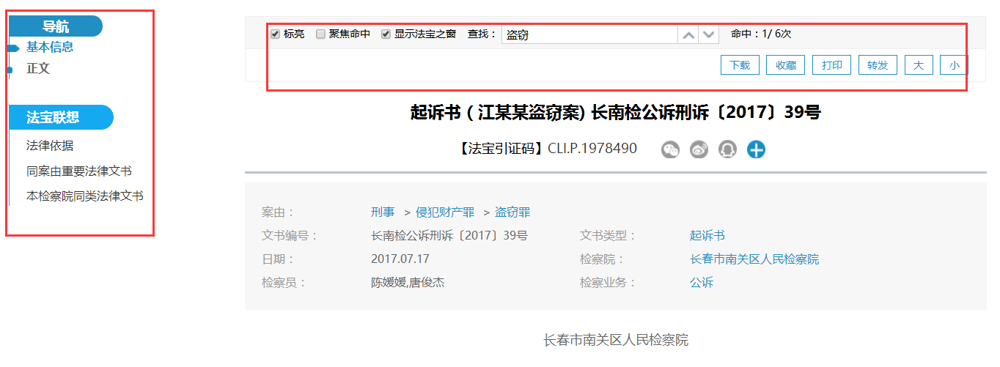 导航
基本信息
正文
法宝联想
法律依据
同案由重要法律文书
本检察院同类法律文书
标亮 聚焦命中 显示法宝之窗 查找： 盗窃 命中：1/ 6次
下载 收藏 打印 转发 大 小
起诉书 ( 江某某盗窃案) 长南检公诉刑诉〔2017〕39号
【法宝引证码】CLI.P.1978490
案由： 刑事 > 侵犯财产罪 > 盗窃罪
文书编号： 长南检公诉刑诉〔2017〕39号 文书类型： 起诉书
日期： 2017.07.17 检察院： 长春市南关区人民检察院
检察员： 陈媛媛,唐俊杰 检察业务： 公诉
长春市南关区人民检察院